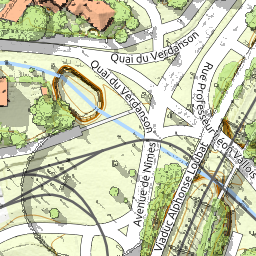 Quai du Verdanson
Quai du Verdanson
Rue Professeur Léon Vallois
Avenue de Nîmes
Viaduc Alphonse Loubat